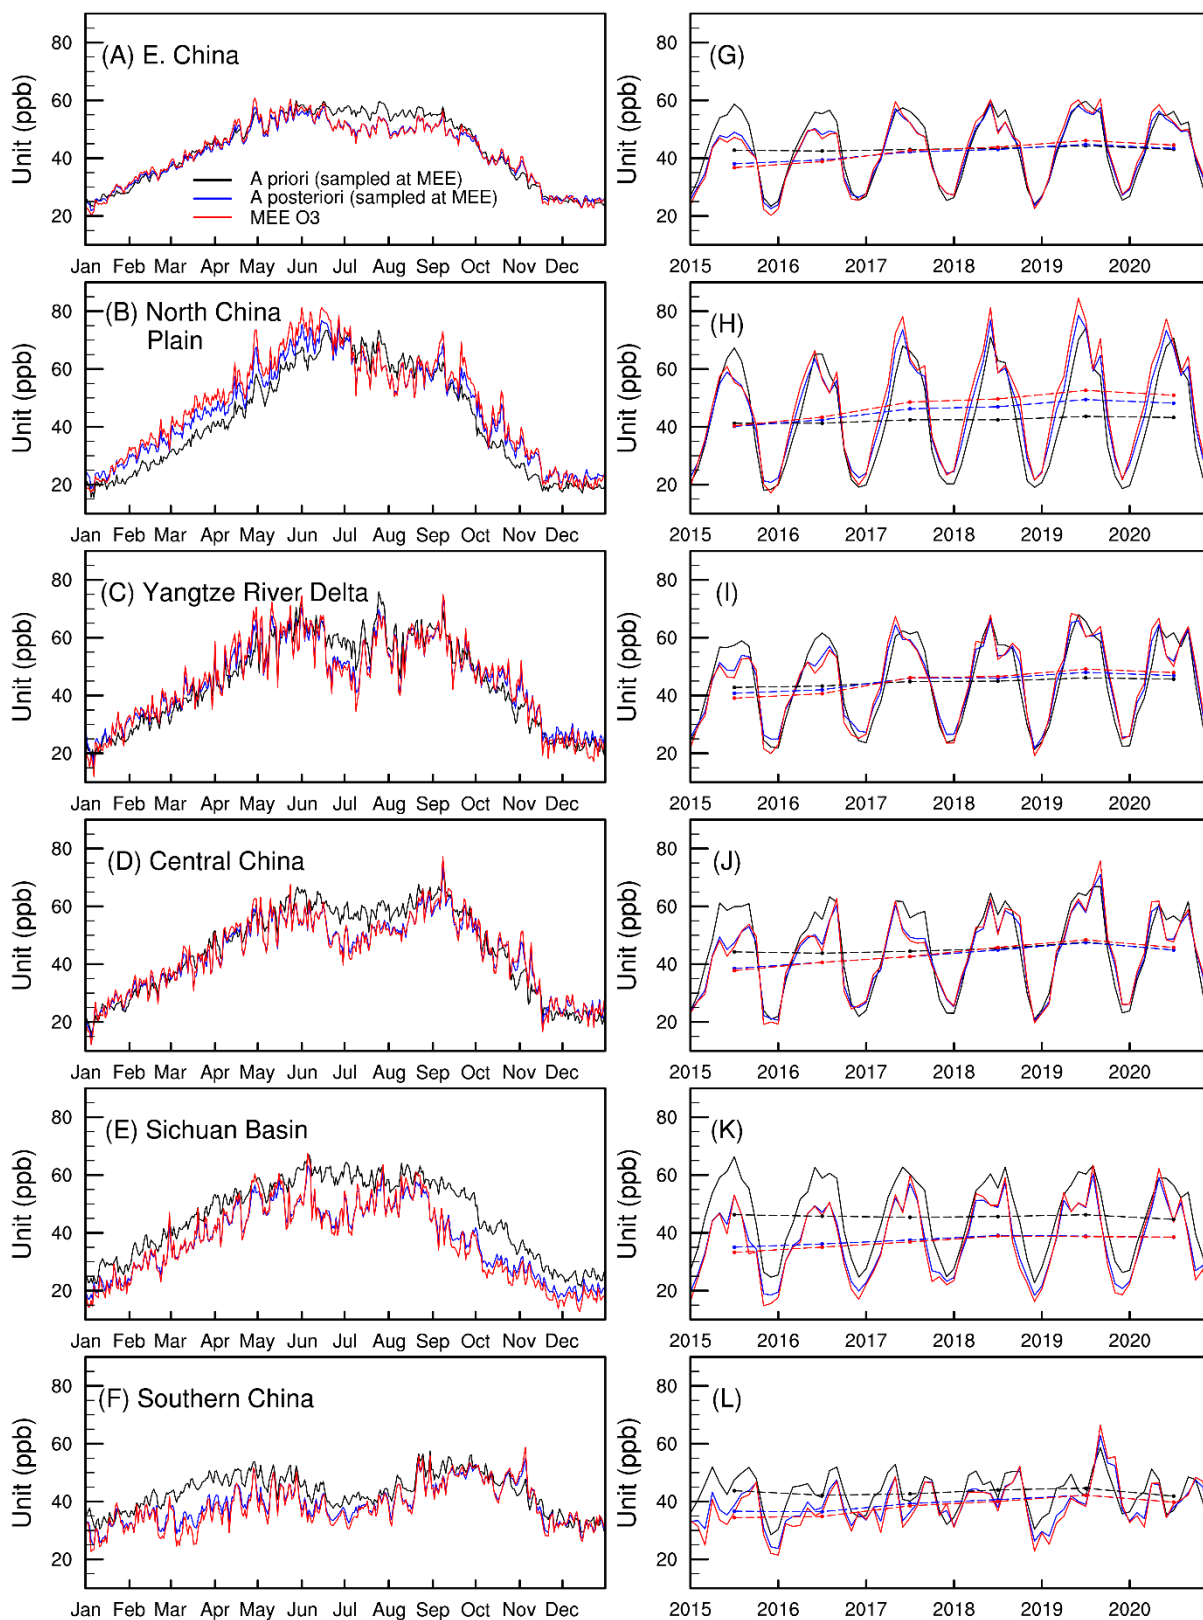 (A) E. China
Unit (ppb)
80
60
40
20
A priori (sampled at MEE)
A posteriori (sampled at MEE)
MEE O3
Jan Feb Mar Apr May Jun Jul Aug Sep Oct Nov Dec
(G)
Unit (ppb)
80
60
40
20
2015 2016 2017 2018 2019 2020
(B) North China
Plain
Unit (ppb)
80
60
40
20
Jan Feb Mar Apr May Jun Jul Aug Sep Oct Nov Dec
(H)
Unit (ppb)
80
60
40
20
2015 2016 2017 2018 2019 2020
(C) Yangtze River Delta
Unit (ppb)
80
60
40
20
Jan Feb Mar Apr May Jun Jul Aug Sep Oct Nov Dec
(I)
Unit (ppb)
80
60
40
20
2015 2016 2017 2018 2019 2020
(D) Central China
Unit (ppb)
80
60
40
20
Jan Feb Mar Apr May Jun Jul Aug Sep Oct Nov Dec
(J)
Unit (ppb)
80
60
40
20
2015 2016 2017 2018 2019 2020
(E) Sichuan Basin
Unit (ppb)
80
60
40
20
Jan Feb Mar Apr May Jun Jul Aug Sep Oct Nov Dec
(K)
Unit (ppb)
80
60
40
20
2015 2016 2017 2018 2019 2020
(F) Southern China
Unit (ppb)
80
60
40
20
Jan Feb Mar Apr May Jun Jul Aug Sep Oct Nov Dec
(L)
Unit (ppb)
80
60
40
20
2015 2016 2017 2018 2019 2020